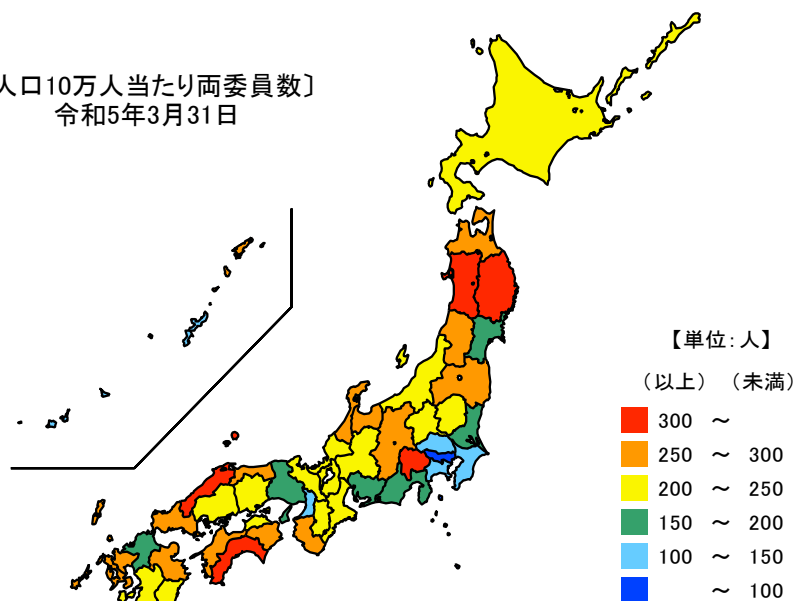 人口10万人当たり両委員数〕
令和5年3月31日
【単位:人】
（以上）（未満）
300 ～
250 ～ 300
200 ～ 250
150 ～ 200
100 ～ 150
～ 100